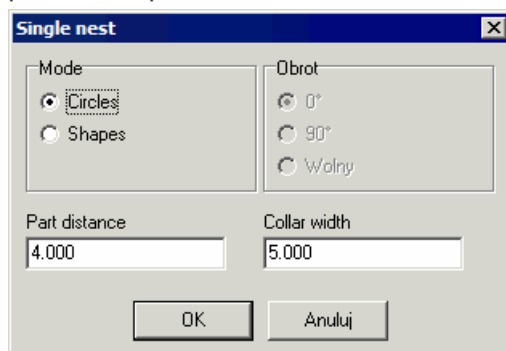 Single nest
Mode
Circles
Shapes
Obrot
0°
90°
Wolny
Part distance
4.000
Collar width
5.000
OK
Anuluj